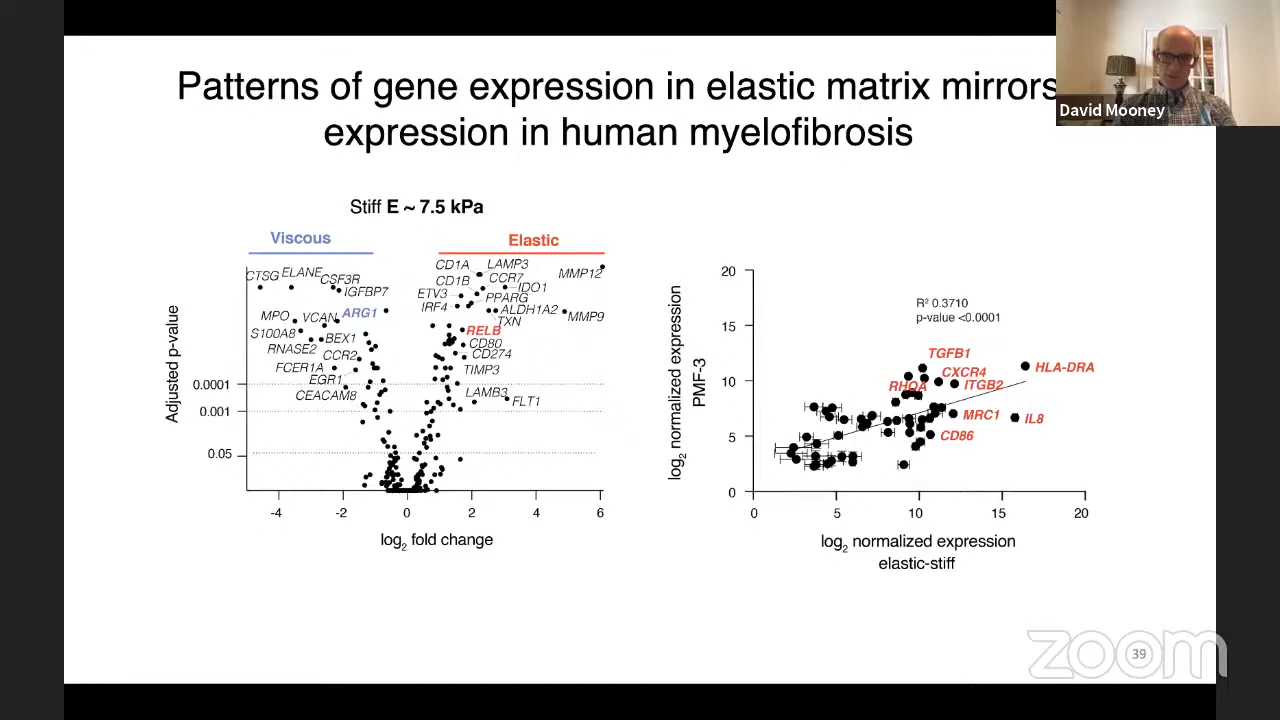 Patterns of gene expression in elastic matrix mirrors
expression in human myelofibrosis
David Mooney
Stiff E ~ 7.5 kPa
Viscous
Elastic
CTSG
ELANE
CSF3R
IGFBP7
MPO
VCAN
ARG1
S100A8
BEX1
RNASE2
CCR2
FCER1A
EGR1
CEACAM8
CD1A
LAMP3
MMP12
CD1B
CCR7
IDO1
ETV3
PPARG
IRF4
ALDH1A2
MMP9
TXN
RELB
CD80
CD274
TIMP3
LAMB3
FLT1
Adjusted p-value
0.0001
0.001
0.05
-4
-2
0
2
4
6
log2 fold change
log2 normalized expression
PMF-3
20
15
10
5
0
R² 0.3710
p-value <0.0001
TGFB1
CXCR4
HLA-DRA
RHOA
ITGB2
MRC1
IL8
CD86
0
5
10
15
20
log2 normalized expression
elastic-stiff
zoom
39